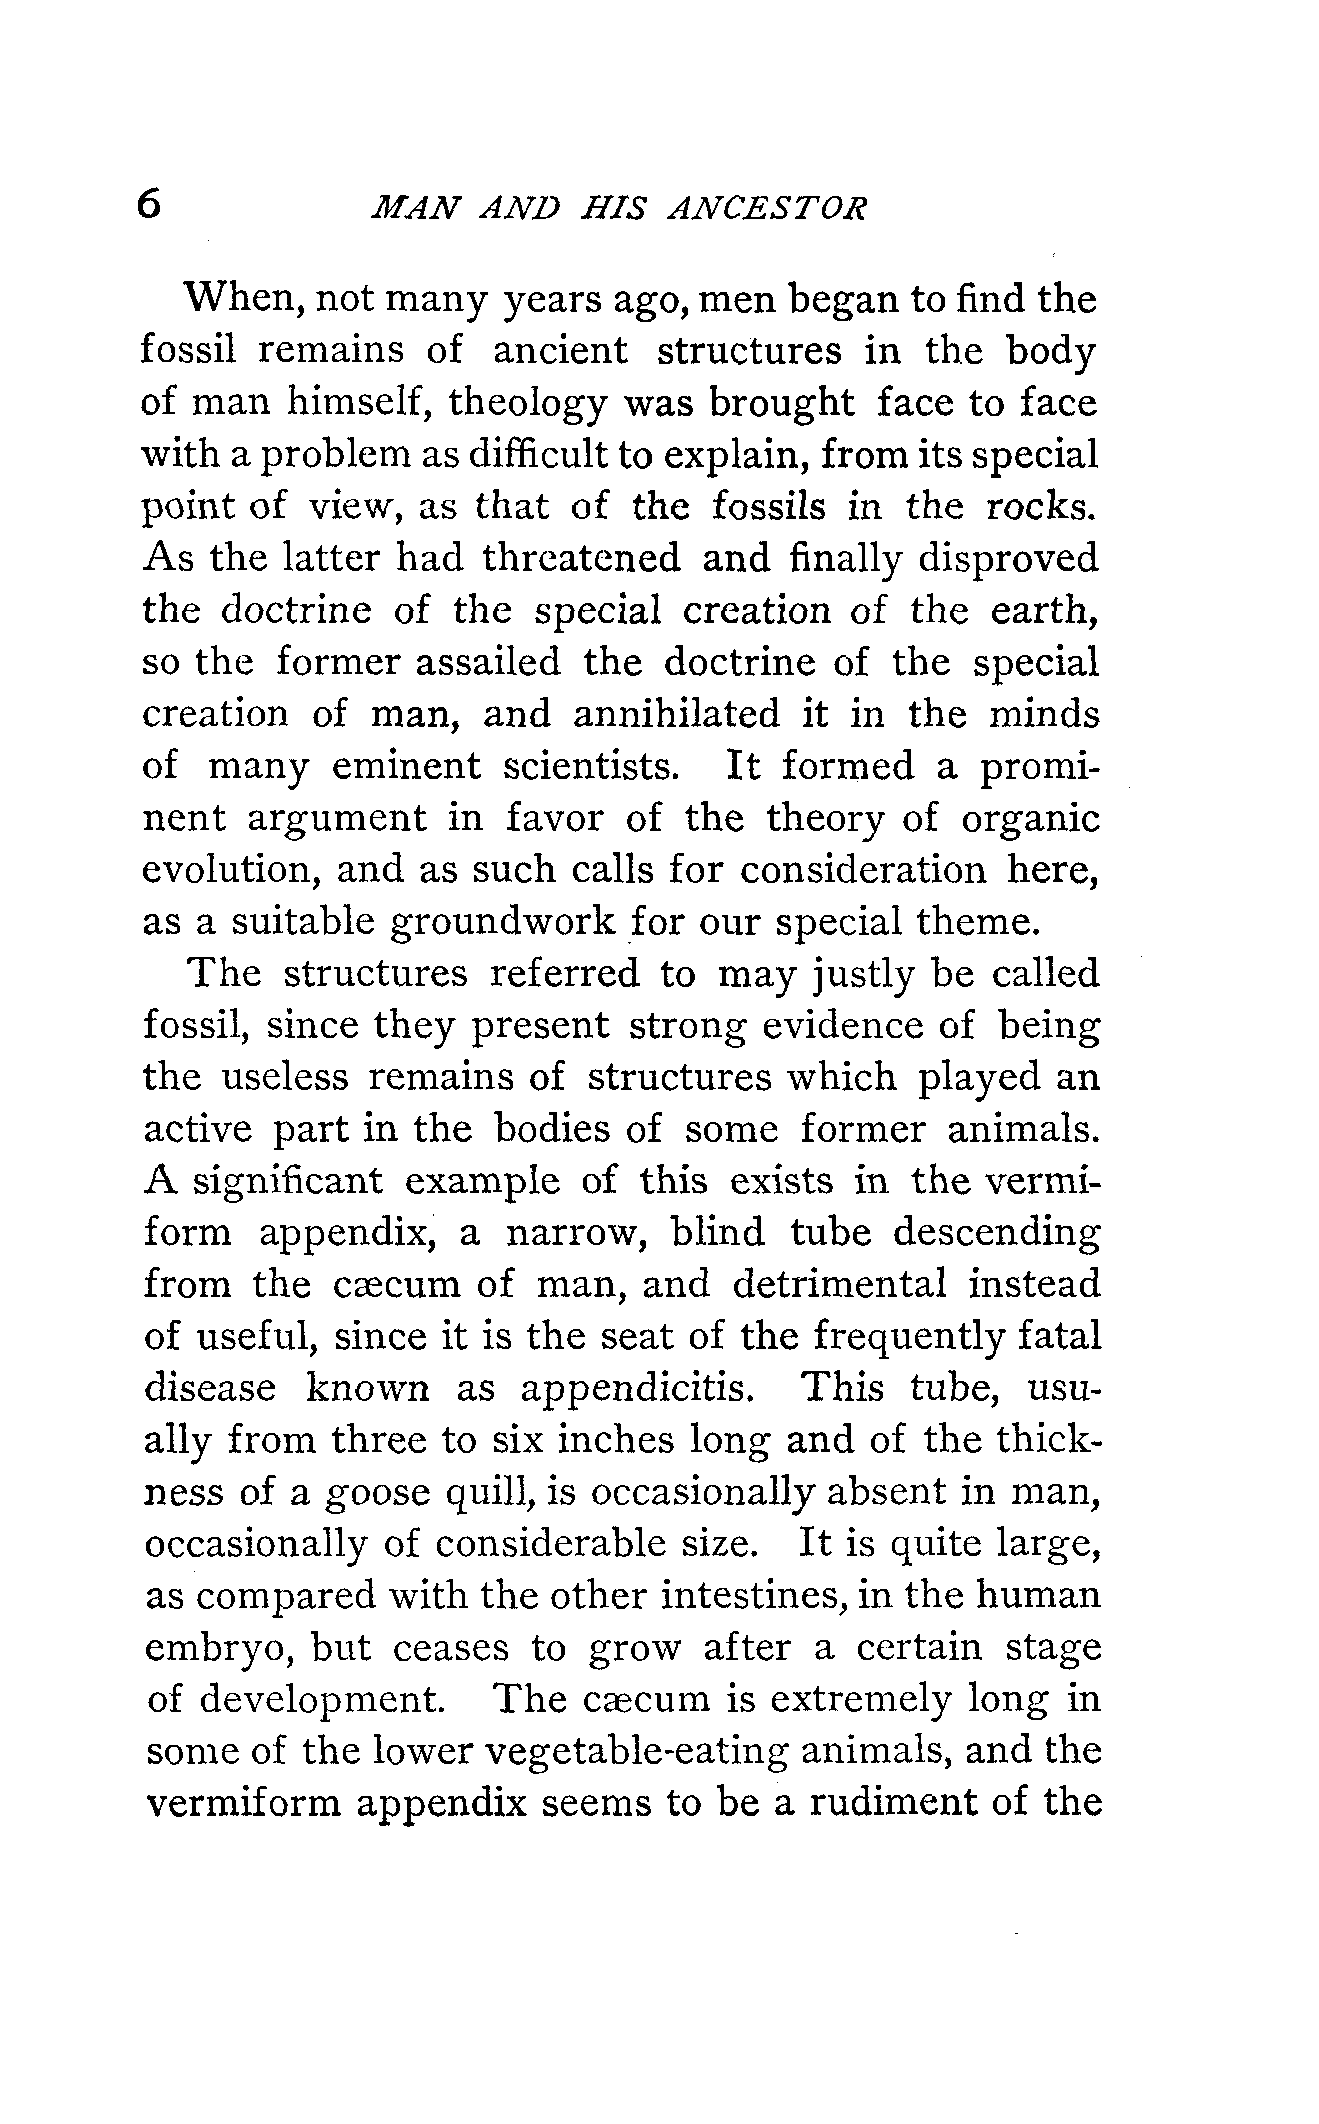 6 MAN AND HIS ANCESTOR
When, not many years ago, men began to find the
fossil remains of ancient structures in the body
of man himself, theology was brought face to face
with a problem as difficult to explain, from its special
point of view, as that of the fossils in the rocks.
As the latter had threatened and finally disproved
the doctrine of the special creation of the earth,
so the former assailed the doctrine of the special
creation of man, and annihilated it in the minds
of many eminent scientists. It formed a promi-
nent argument in favor of the theory of organic
evolution, and as such calls for consideration here,
as a suitable groundwork for our special theme.
The structures referred to may justly be called
fossil, since they present strong evidence of being
the useless remains of structures which played an
active part in the bodies of some former animals.
A significant example of this exists in the vermi-
form appendix, a narrow, blind tube descending
from the cæcum of man, and detrimental instead
of useful, since it is the seat of the frequently fatal
disease known as appendicitis. This tube, usu-
ally from three to six inches long and of the thick-
ness of a goose quill, is occasionally absent in man,
occasionally of considerable size. It is quite large,
as compared with the other intestines, in the human
embryo, but ceases to grow after a certain stage
of development. The cæcum is extremely long in
some of the lower vegetable-eating animals, and the
vermiform appendix seems to be a rudiment of the